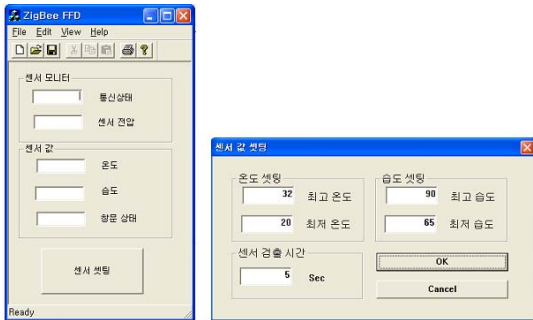 ZigBee FFD
File Edit View Help
센서 모니터
통신상태
센서 전압
센서 값
온도
습도
창문 상태
센서 셋팅
Ready
센서 값 셋팅
온도 셋팅
32 최고 온도
20 최저 온도
습도 셋팅
90 최고 습도
65 최저 습도
센서 검출 시간
5 Sec
OK
Cancel